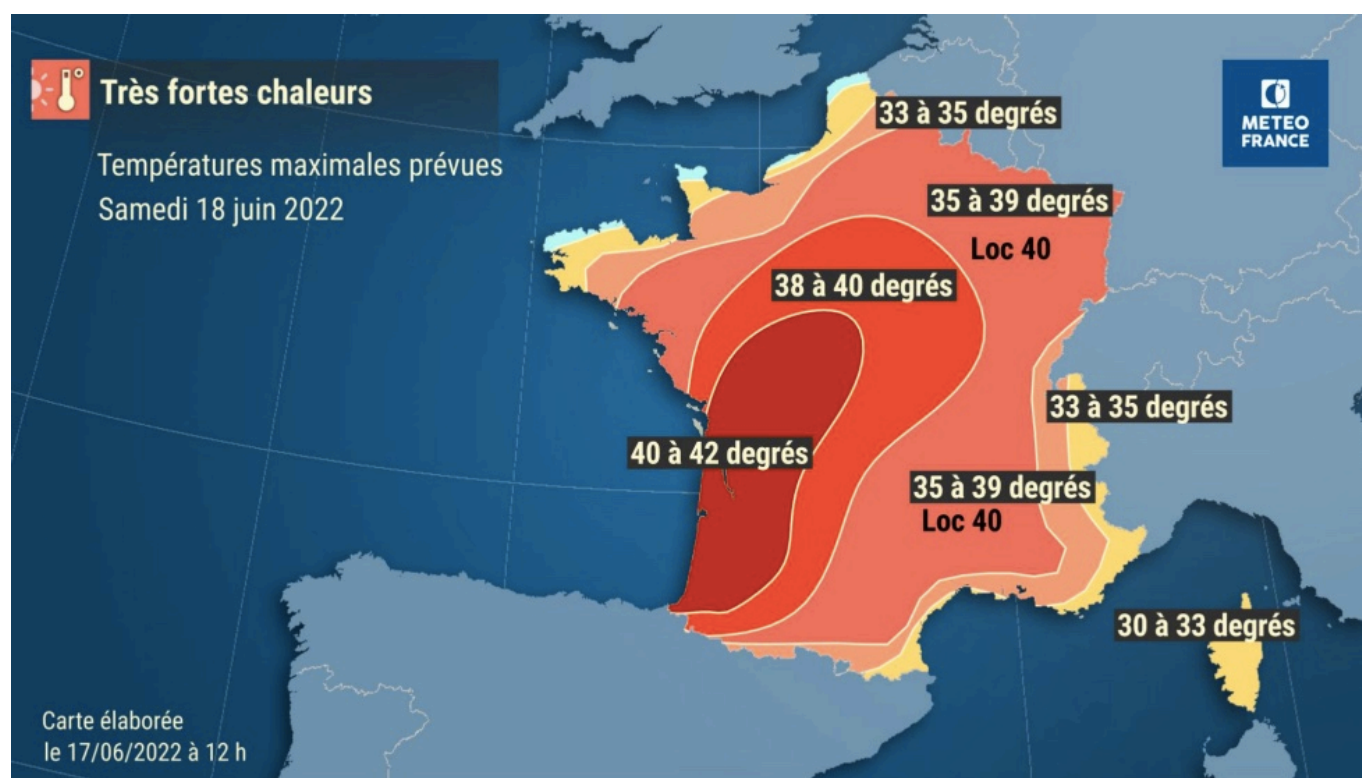 Très fortes chaleurs
Températures maximales prévues
Samedi 18 juin 2022
METEO
FRANCE
33 à 35 degrés
35 à 39 degrés
Loc 40
38 à 40 degrés
33 à 35 degrés
40 à 42 degrés
35 à 39 degrés
Loc 40
30 à 33 degrés
Carte élaborée
le 17/06/2022 à 12 h